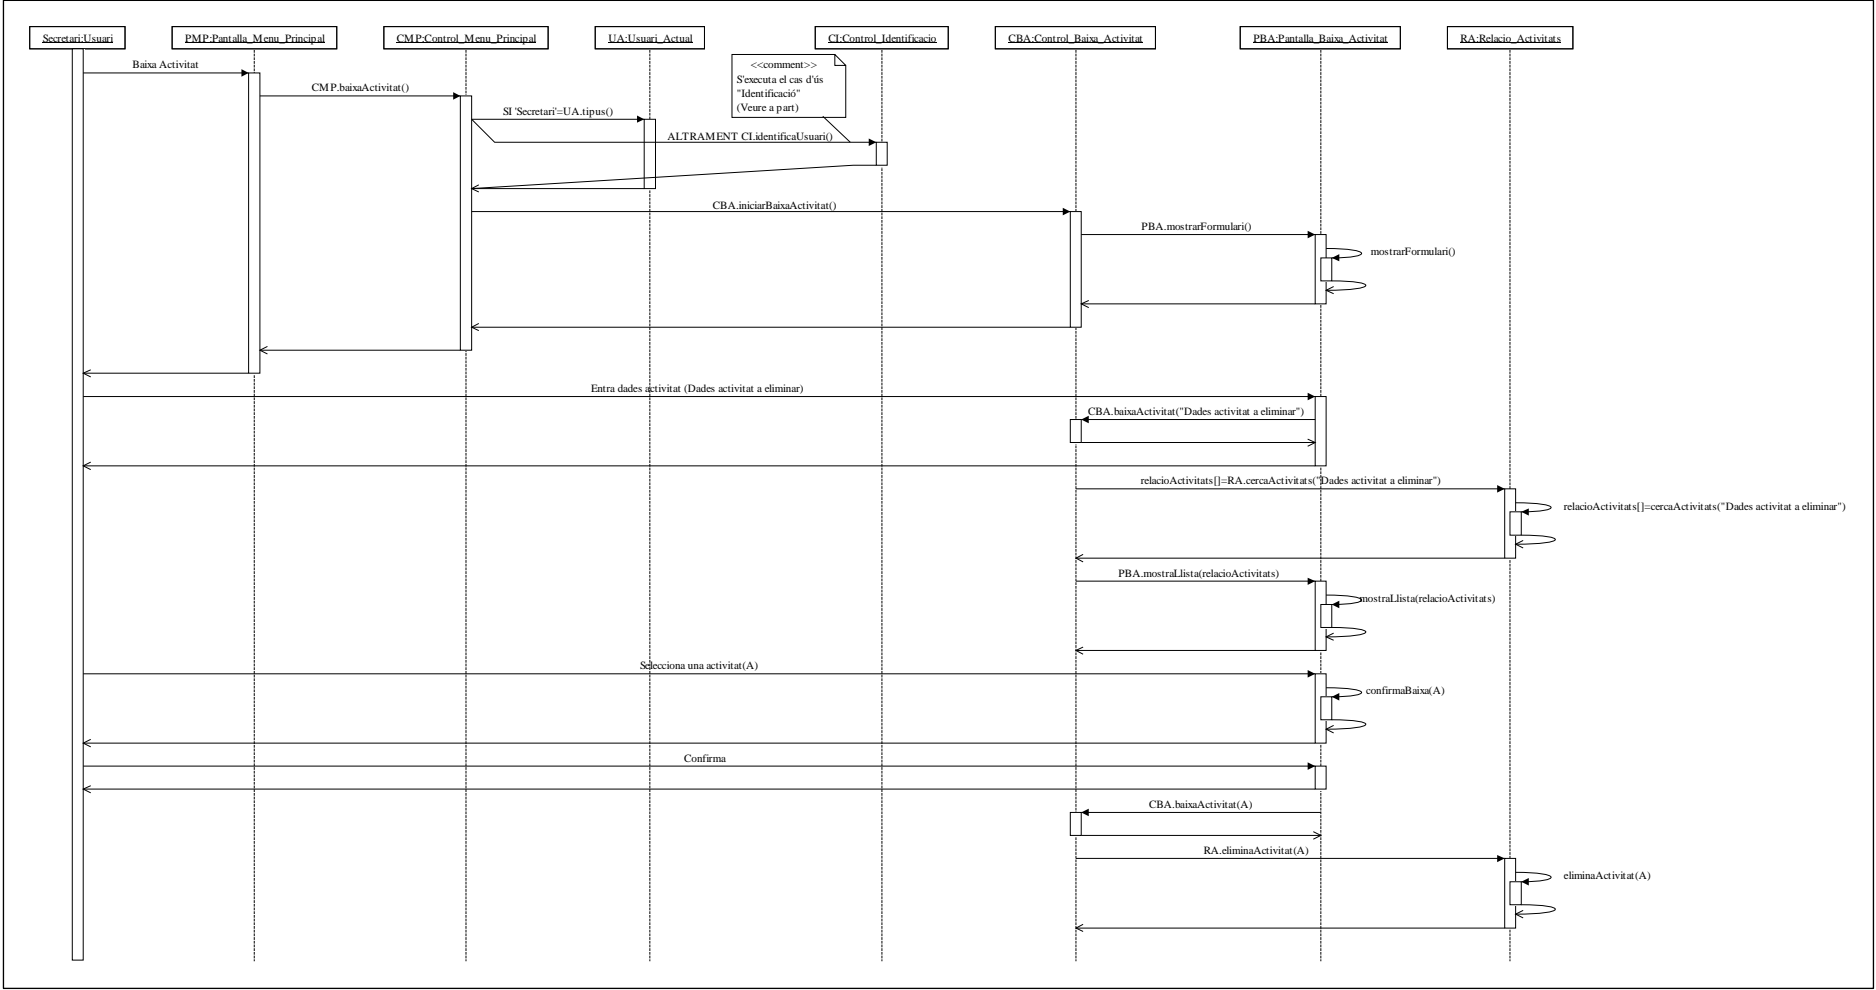 Secretari:Usuari
PMP:Pantalla_Menu_Principal
CMP:Control_Menu_Principal
UA:Usuari_Actual
CI:Control_Identificacio
CBA:Control_Baixa_Activitat
PBA:Pantalla_Baixa_Activitat
RA:Relacio_Activitats
<<comment>>
S'executa el cas d'ús
"Identificació"
(Veure a part)
Baixa Activitat
CMP.baixaActivitat()
SI 'Secretari'=UA.tipus()
ALTRAMENT CI.identificaUsuari()
CBA.iniciarBaixaActivitat()
PBA.mostrarFormulari()
mostrarFormulari()
Entra dades activitat (Dades activitat a eliminar)
CBA.baixaActivitat("Dades activitat a eliminar")
relacioActivitats[]=RA.cercaActivitats("Dades activitat a eliminar")
relacioActivitats[]=cercaActivitats("Dades activitat a eliminar")
PBA.mostraLlista(relacioActivitats)
mostraLlista(relacioActivitats)
Selecciona una activitat(A)
confirmaBaixa(A)
Confirma
CBA.baixaActivitat(A)
RA.eliminaActivitat(A)
eliminaActivitat(A)